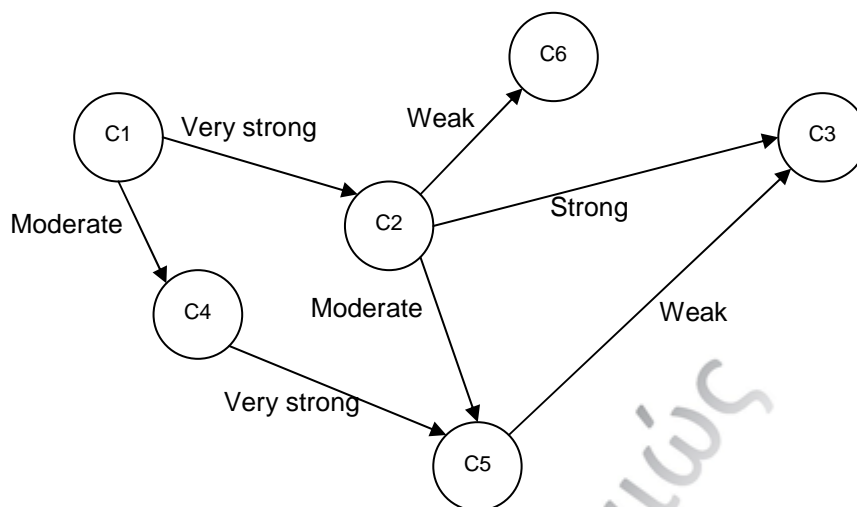 C6
C1
Very strong
Weak
C3
C2
Strong
Moderate
C4
Moderate
Weak
Very strong
C5